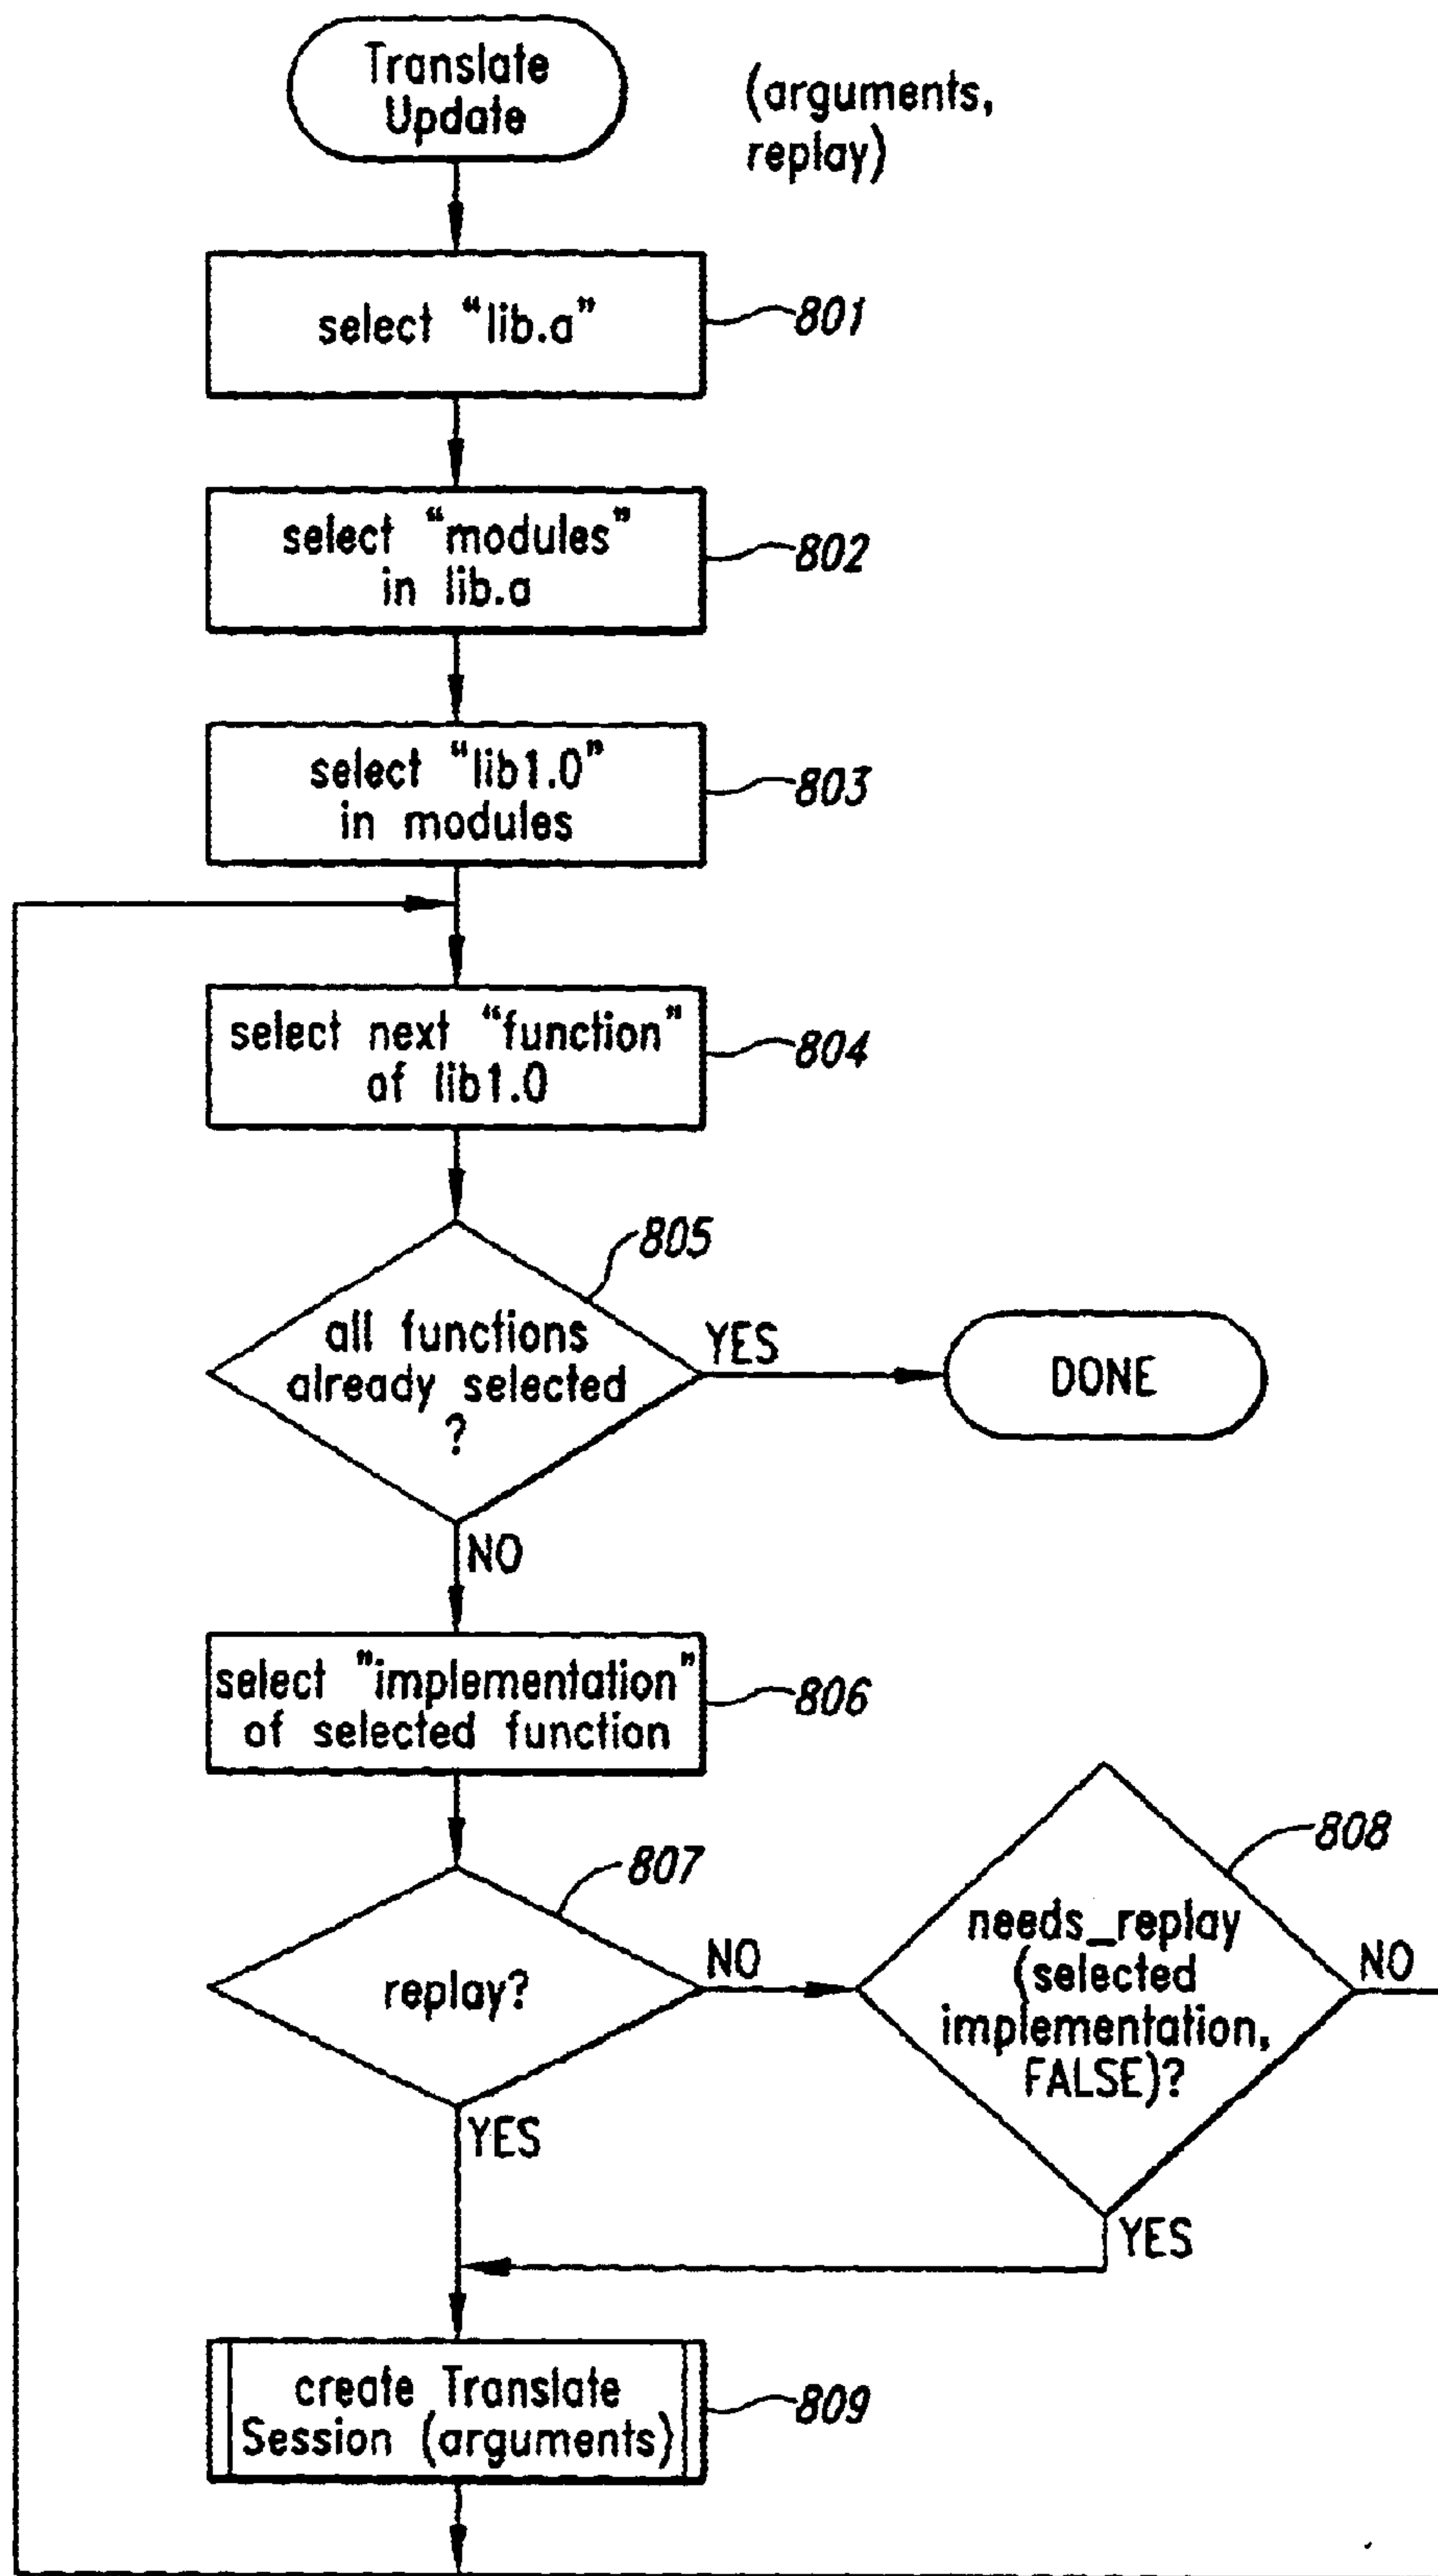 Translate
Update
(arguments,
replay)
select “lib.a”
801
select “modules”
in lib.a
802
select “lib1.0”
in modules
803
select next “function”
of lib1.0
804
805
all functions
already selected
?
YES
DONE
NO
select "implementation"
of selected function
806
807
replay?
NO
808
needs_replay
(selected
implementation,
FALSE)?
NO
YES
YES
create Translate
Session (arguments)
809